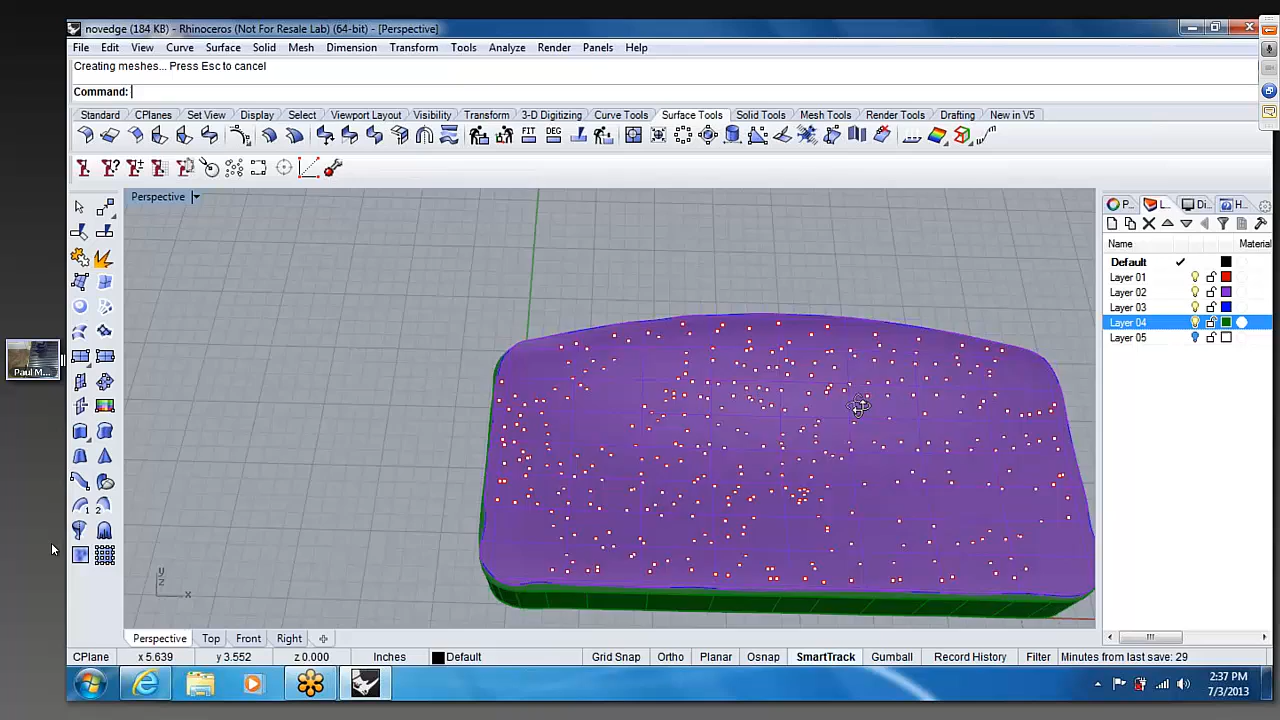 novedge (184 KB) - Rhinoceros (Not For Resale Lab) (64-bit) - [Perspective]
File Edit View Curve Surface Solid Mesh Dimension Transform Tools Analyze Render Panels Help
Creating meshes... Press Esc to cancel
Command:
Standard CPlanes Set View Display Select Viewport Layout Visibility Transform 3-D Digitizing Curve Tools Surface Tools Solid Tools Mesh Tools Render Tools Drafting New in V5
FIT DEG
Perspective
P... L... Di... H...
Name Material
Default
Layer 01
Layer 02
Layer 03
Layer 04
Layer 05
Paul M...
y
z x
Perspective Top Front Right
CPlane x 5.639 y 3.552 z 0.000 Inches Default Grid Snap Ortho Planar Osnap SmartTrack Gumball Record History Filter Minutes from last save: 29
2:37 PM
7/3/2013